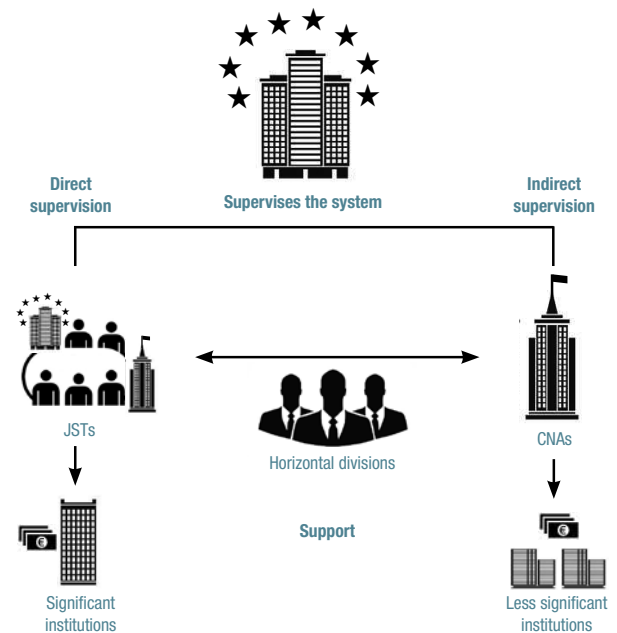 Direct
supervision
Supervises the system
Indirect
supervision
JSTs
Horizontal divisions
CNAs
Support
Significant
institutions
Less significant
institutions